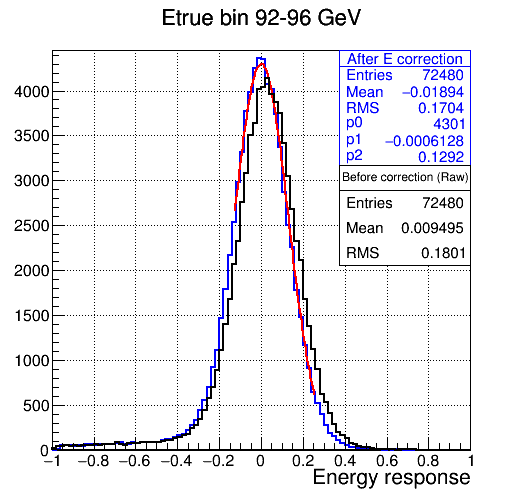 Etrue bin 92-96 GeV
After E correction
Entries 72480
Mean −0.01894
RMS 0.1704
p0 4301
p1 −0.0006128
p2 0.1292
Before correction (Raw)
Entries 72480
Mean 0.009495
RMS 0.1801
4000
3500
3000
2500
2000
1500
1000
500
0
−1 −0.8 −0.6 −0.4 −0.2 0 0.2 0.4 0.6 0.8 1
Energy response